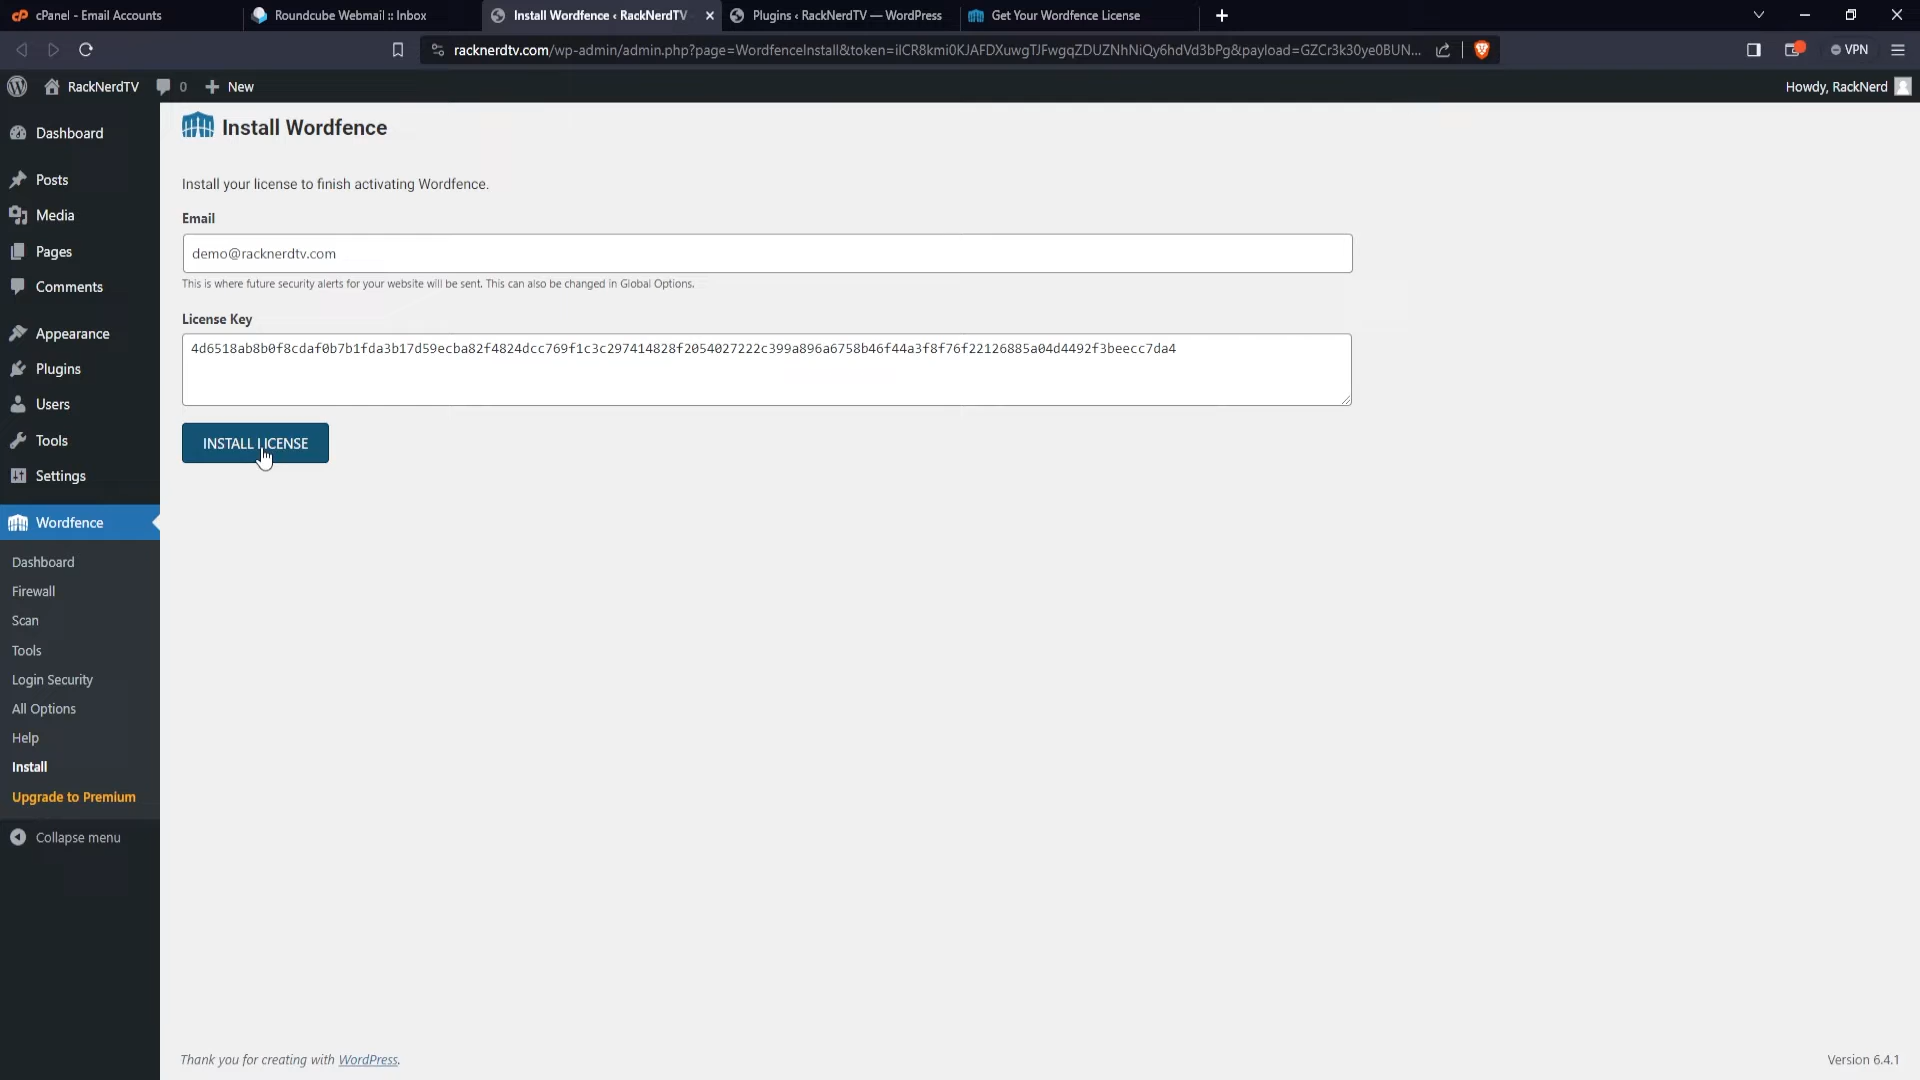 cPanel - Email Accounts
Roundcube Webmail :: Inbox
Install Wordfence ‹ RackNerdTV
Plugins ‹ RackNerdTV — WordPress
Get Your Wordfence License
racknerdtv.com/wp-admin/admin.php?page=WordfenceInstall&token=ilCR8kmi0KJAFDXuwgTJFwgqZDUZNhNiQy6hdVd3bPg&payload=GZCr3k30ye0BUN...
VPN
RackNerdTV
0
New
Howdy, RackNerd
Dashboard
Posts
Media
Pages
Comments
Appearance
Plugins
Users
Tools
Settings
Wordfence
Dashboard
Firewall
Scan
Tools
Login Security
All Options
Help
Install
Upgrade to Premium
Collapse menu
Install Wordfence
Install your license to finish activating Wordfence.
Email
demo@racknerdtv.com
This is where future security alerts for your website will be sent. This can also be changed in Global Options.
License Key
4d6518ab8b0f8cdaf0b7b1fda3b17d59ecba82f4824dcc769f1c3c297414828f2054027222c399a896a6758b46f44a3f8f76f22126885a04d4492f3beecc7da4
INSTALL LICENSE
Thank you for creating with WordPress.
Version 6.4.1